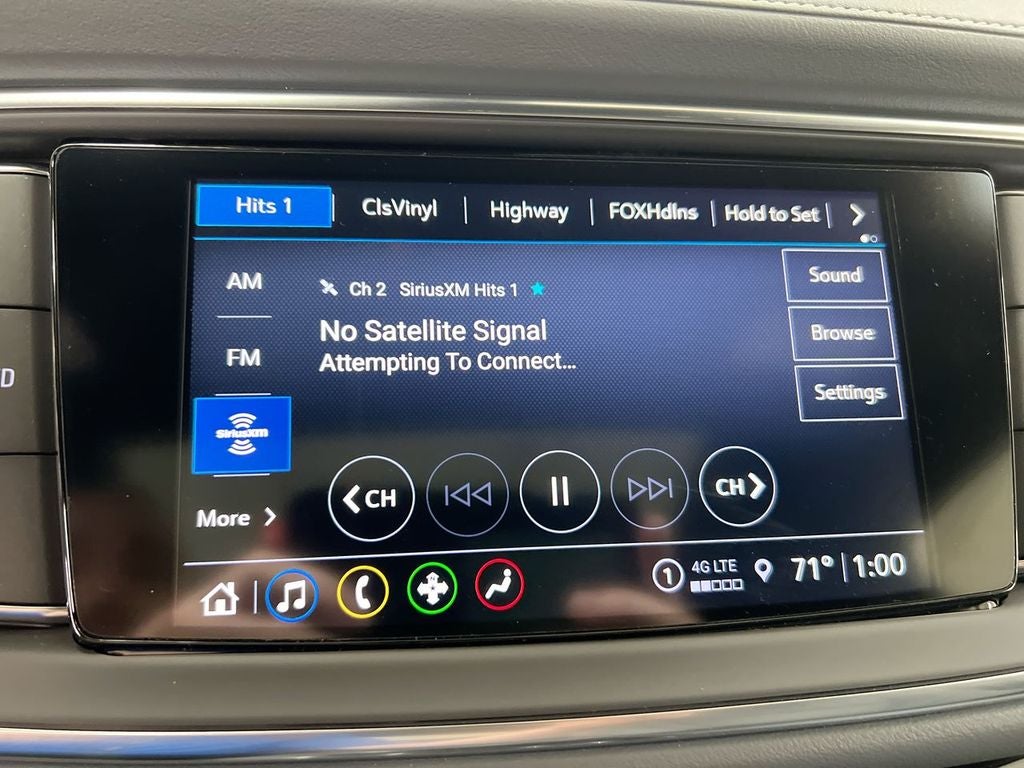 Hits 1
ClsVinyl
Highway
FOXHdlns
Hold to Set
AM
FM
SiriusXM
More
Ch 2 SiriusXM Hits 1
No Satellite Signal
Attempting To Connect...
Sound
Browse
Settings
CH
CH
1
4G LTE
71°
1:00